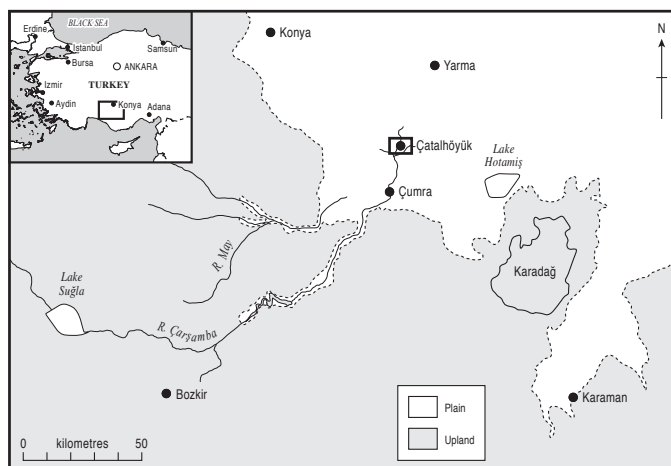 BLACK SEA
Erdine
Istanbul
Samsun
Bursa
ANKARA
TURKEY
Izmir
Aydin
Konya
Adana
Konya
N
Yarma
Çatalhöyük
Lake
Hotamiş
Çumra
Karadağ
R. May
Lake
Suğla
R. Çarşamba
Bozkir
Karaman
Plain
Upland
0 kilometres 50